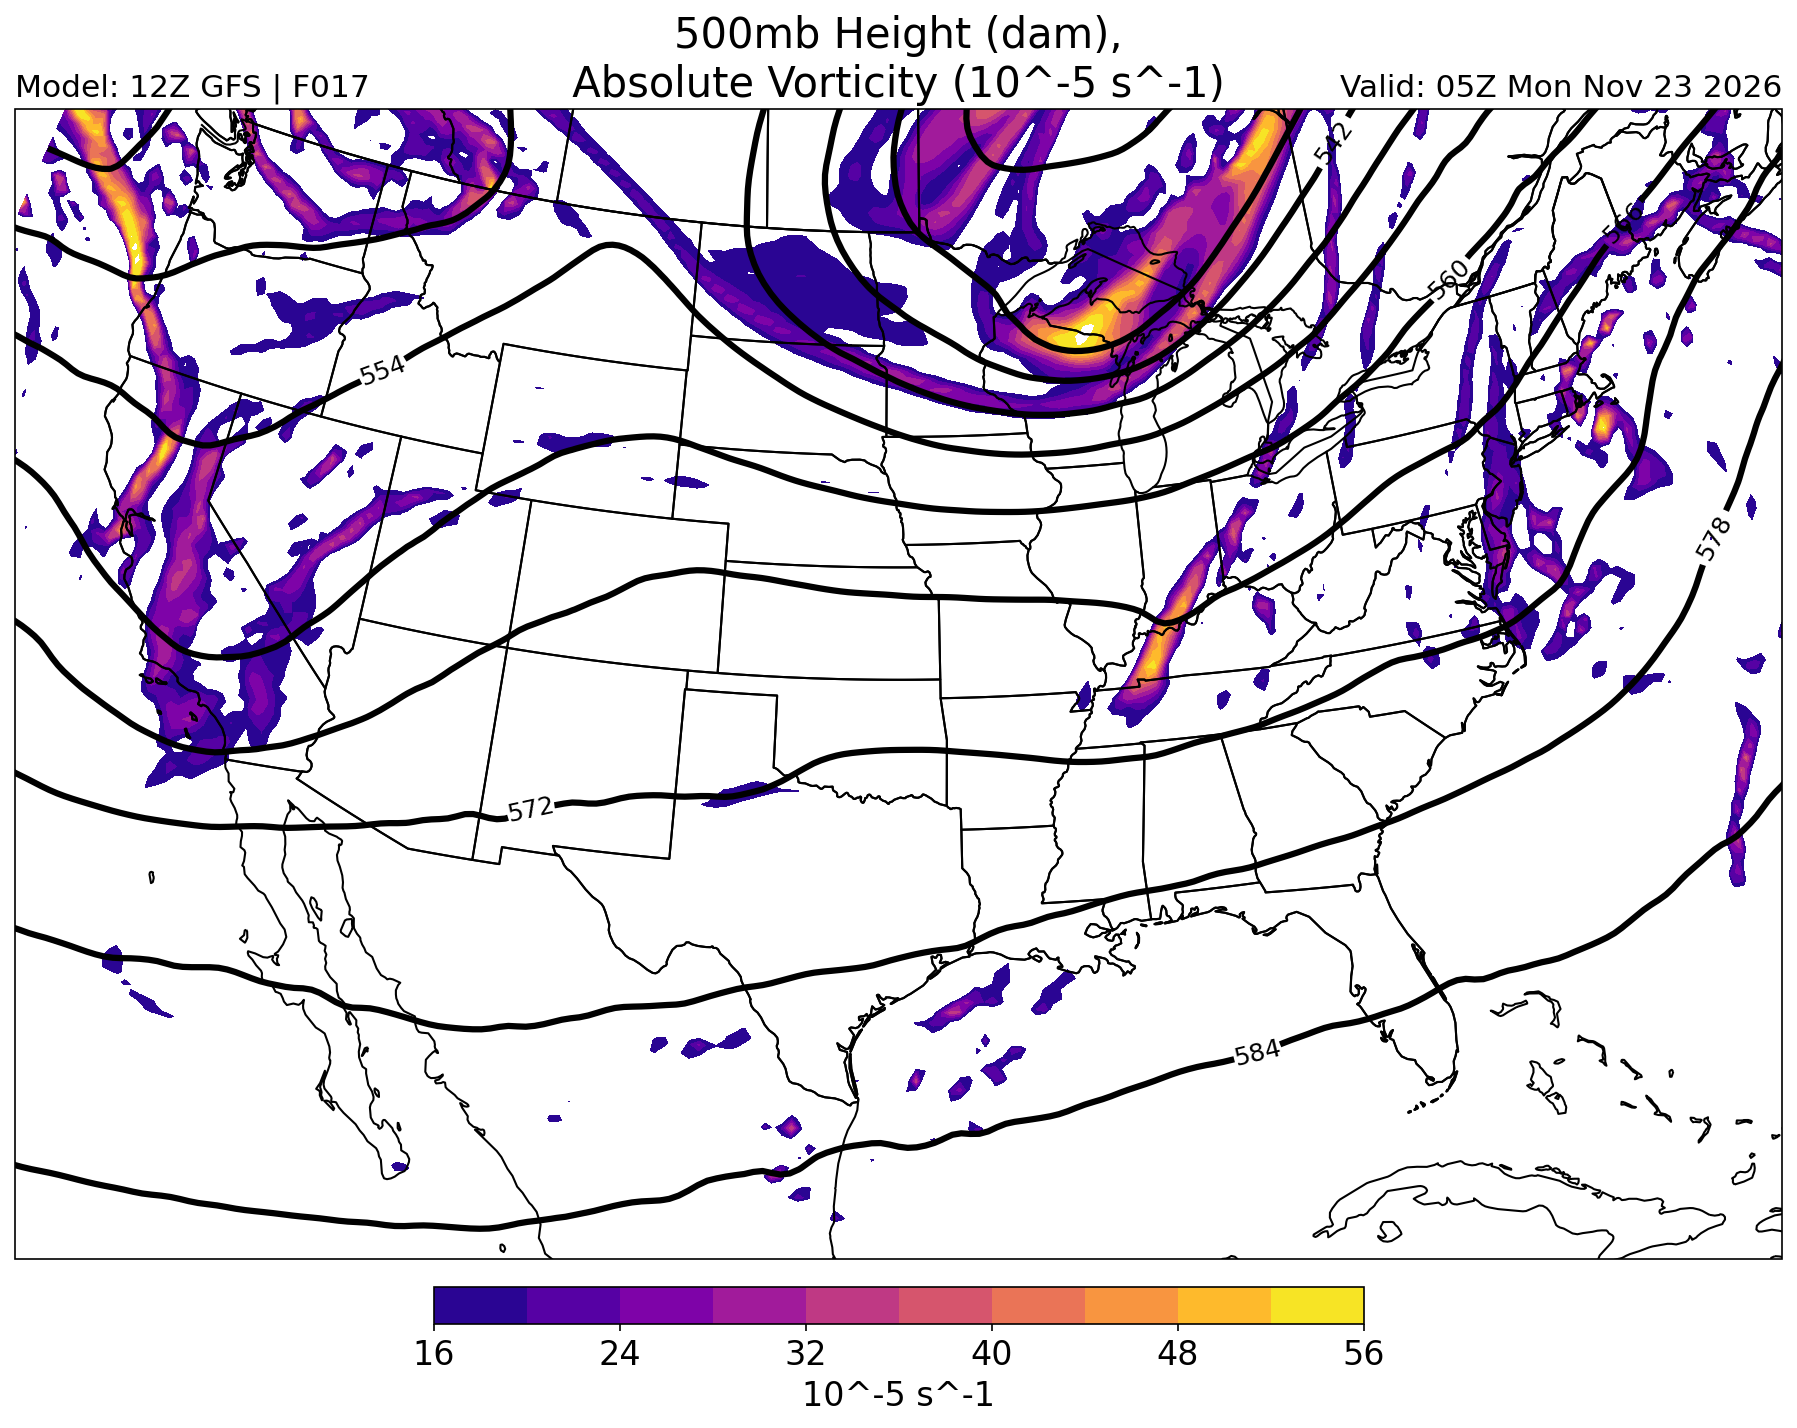 500mb Height (dam),
Absolute Vorticity (10^-5 s^-1)
Model: 12Z GFS | F017
Valid: 05Z Mon Nov 23 2026
542
566
560
554
578
572
584
16 24 32 40 48 56
10^-5 s^-1